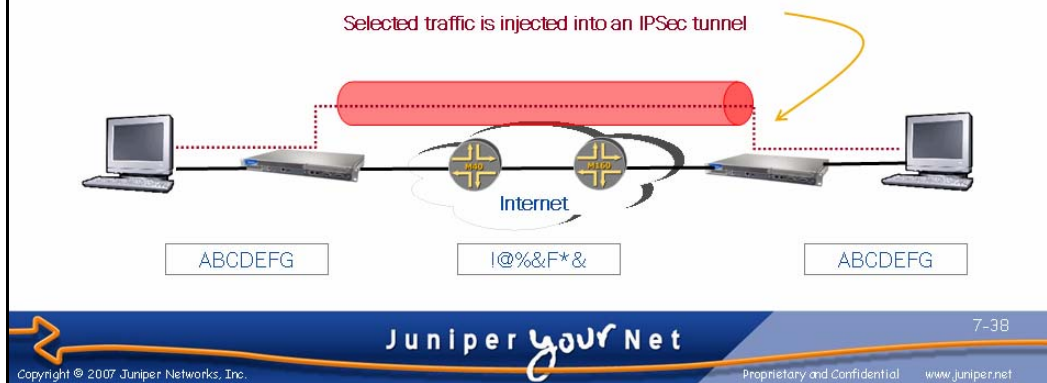 Selected traffic is injected into an IPSec tunnel
M40
M160
Internet
ABCDEFG
!@%&F*&
ABCDEFG
Juniper your Net
7-38
Copyright © 2007 Juniper Networks, Inc.
Proprietary and Confidential
www.juniper.net